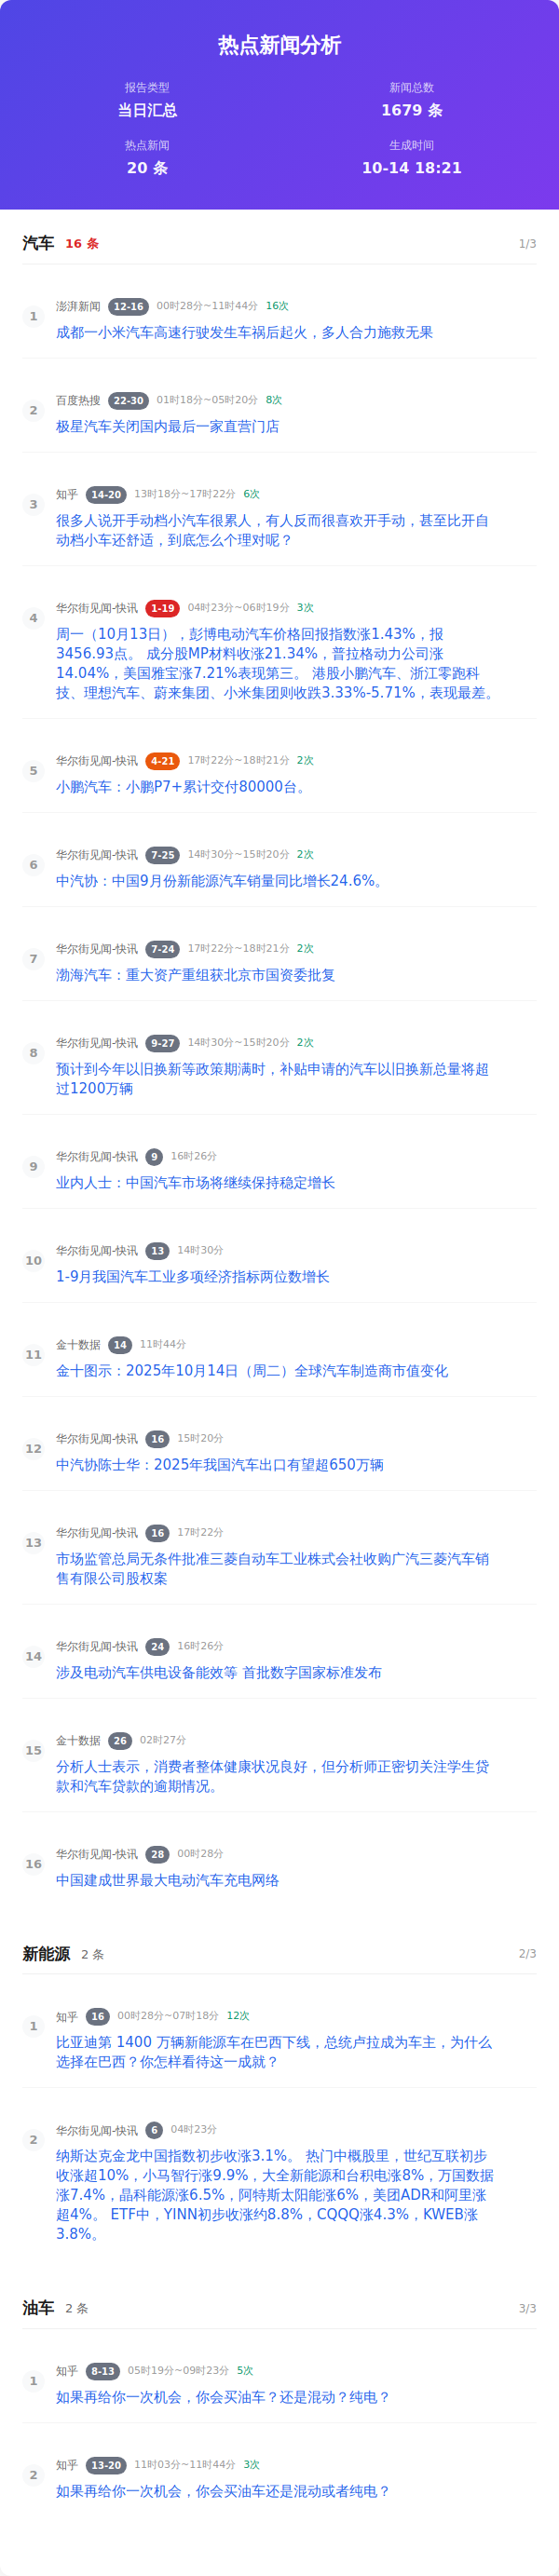 热点新闻分析
报告类型
当日汇总
新闻总数
1679 条
热点新闻
20 条
生成时间
10-14 18:21
汽车 16 条 1/3
1
澎湃新闻 12-16 00时28分~11时44分 16次
成都一小米汽车高速行驶发生车祸后起火，多人合力施救无果
2
百度热搜 22-30 01时18分~05时20分 8次
极星汽车关闭国内最后一家直营门店
3
知乎 14-20 13时18分~17时22分 6次
很多人说开手动档小汽车很累人，有人反而很喜欢开手动，甚至比开自
动档小车还舒适，到底怎么个理对呢？
4
华尔街见闻-快讯 1-19 04时23分~06时19分 3次
周一（10月13日），彭博电动汽车价格回报指数涨1.43%，报
3456.93点。 成分股MP材料收涨21.34%，普拉格动力公司涨
14.04%，美国雅宝涨7.21%表现第三。 港股小鹏汽车、浙江零跑科
技、理想汽车、蔚来集团、小米集团则收跌3.33%-5.71%，表现最差。
5
华尔街见闻-快讯 4-21 17时22分~18时21分 2次
小鹏汽车：小鹏P7+累计交付80000台。
6
华尔街见闻-快讯 7-25 14时30分~15时20分 2次
中汽协：中国9月份新能源汽车销量同比增长24.6%。
7
华尔街见闻-快讯 7-24 17时22分~18时21分 2次
渤海汽车：重大资产重组获北京市国资委批复
8
华尔街见闻-快讯 9-27 14时30分~15时20分 2次
预计到今年以旧换新等政策期满时，补贴申请的汽车以旧换新总量将超
过1200万辆
9
华尔街见闻-快讯 9 16时26分
业内人士：中国汽车市场将继续保持稳定增长
10
华尔街见闻-快讯 13 14时30分
1-9月我国汽车工业多项经济指标两位数增长
11
金十数据 14 11时44分
金十图示：2025年10月14日（周二）全球汽车制造商市值变化
12
华尔街见闻-快讯 16 15时20分
中汽协陈士华：2025年我国汽车出口有望超650万辆
13
华尔街见闻-快讯 16 17时22分
市场监管总局无条件批准三菱自动车工业株式会社收购广汽三菱汽车销
售有限公司股权案
14
华尔街见闻-快讯 24 16时26分
涉及电动汽车供电设备能效等 首批数字国家标准发布
15
金十数据 26 02时27分
分析人士表示，消费者整体健康状况良好，但分析师正密切关注学生贷
款和汽车贷款的逾期情况。
16
华尔街见闻-快讯 28 00时28分
中国建成世界最大电动汽车充电网络
新能源 2 条 2/3
1
知乎 16 00时28分~07时18分 12次
比亚迪第 1400 万辆新能源车在巴西下线，总统卢拉成为车主，为什么
选择在巴西？你怎样看待这一成就？
2
华尔街见闻-快讯 6 04时23分
纳斯达克金龙中国指数初步收涨3.1%。 热门中概股里，世纪互联初步
收涨超10%，小马智行涨9.9%，大全新能源和台积电涨8%，万国数据
涨7.4%，晶科能源涨6.5%，阿特斯太阳能涨6%，美团ADR和阿里涨
超4%。 ETF中，YINN初步收涨约8.8%，CQQQ涨4.3%，KWEB涨
3.8%。
油车 2 条 3/3
1
知乎 8-13 05时19分~09时23分 5次
如果再给你一次机会，你会买油车？还是混动？纯电？
2
知乎 13-20 11时03分~11时44分 3次
如果再给你一次机会，你会买油车还是混动或者纯电？